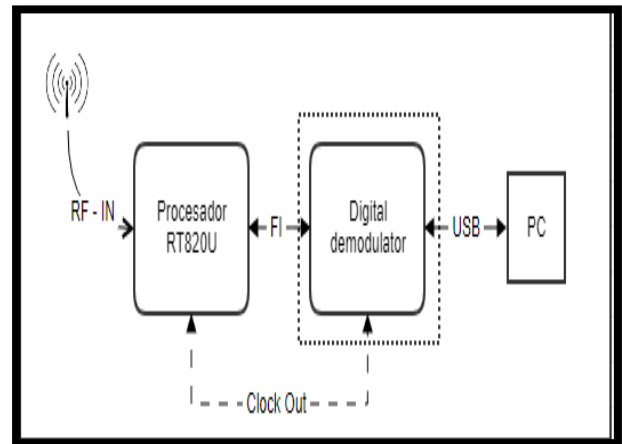 RF - IN
Procesador
RT820U
FI
Digital
demodulator
USB
PC
Clock Out